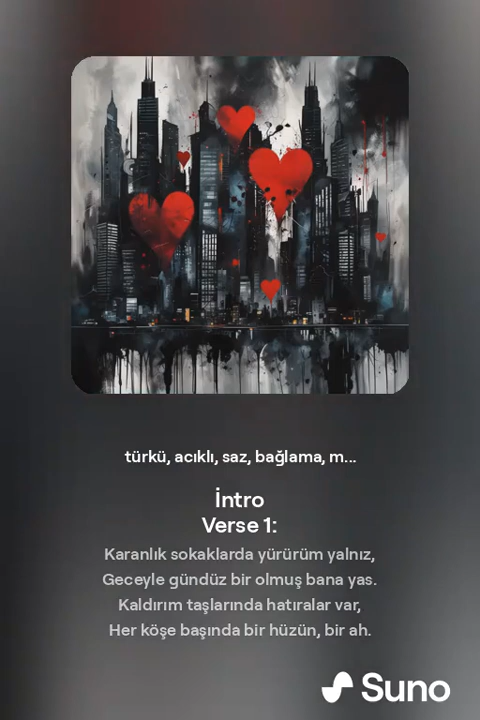 türkü, acıklı, saz, bağlama, m...
İntro
Verse 1:
Karanlık sokaklarda yürürüm yalnız,
Geceyle gündüz bir olmuş bana yas.
Kaldırım taşlarında hatıralar var,
Her köşe başında bir hüzün, bir ah.
Suno